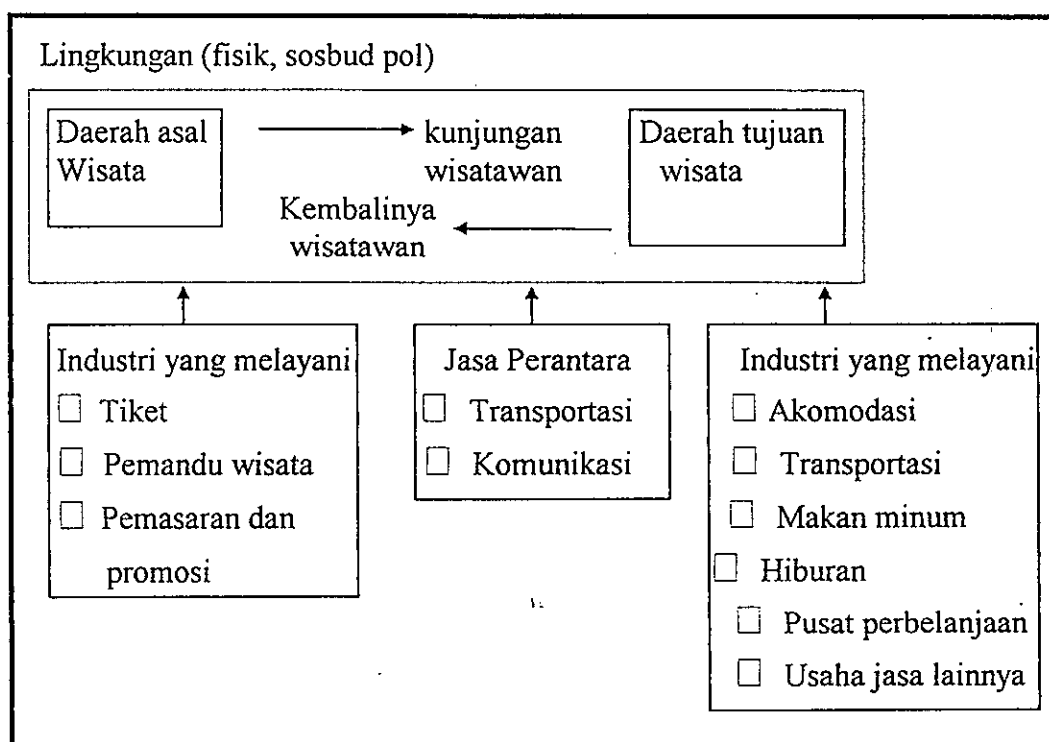 Lingkungan (fisik, sosbud pol)
Daerah asal
Wisata
kunjungan
wisatawan
Daerah tujuan
wisata
Kembalinya
wisatawan
Industri yang melayani
Tiket
Pemandu wisata
Pemasaran dan
promosi
Jasa Perantara
Transportasi
Komunikasi
Industri yang melayani
Akomodasi
Transportasi
Makan minum
Hiburan
Pusat perbelanjaan
Usaha jasa lainnya